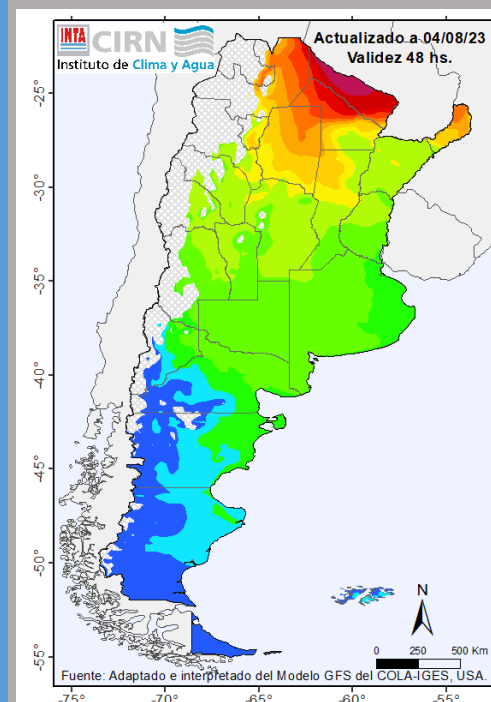 INTA CIRN
Instituto de Clima y Agua
Actualizado a 04/08/23
Validez 48 hs.
-25°
-30°
-35°
-40°
-45°
-50°
-55°
N
0 250 500 Km
Fuente: Adaptado e interpretado del Modelo GFS del COLA-IGES, USA.
-75° -70° -65° -60° -55°